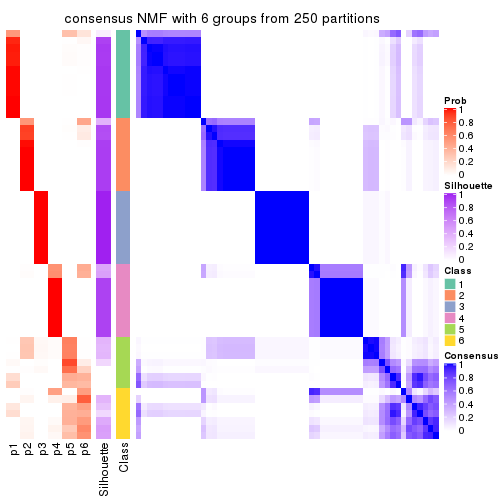 consensus NMF with 6 groups from 250 partitions
Prob
1
0.8
0.6
0.4
0.2
0
Silhouette
1
0.8
0.6
0.4
0.2
0
Class
1
2
3
4
5
6
Consensus
1
0.8
0.6
0.4
0.2
0
p1
p2
p3
p4
p5
p6
Silhouette
Class